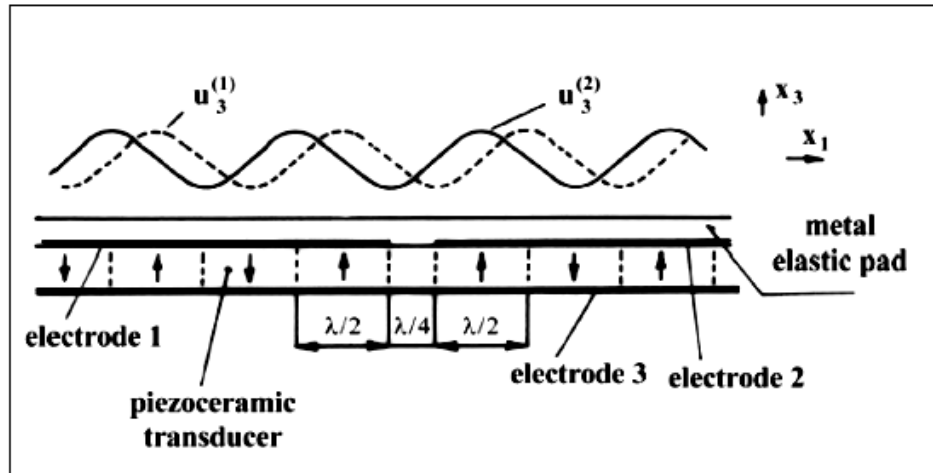 u₃⁽¹⁾
u₃⁽²⁾
x₃
x₁
metal
elastic pad
λ/2
λ/4
λ/2
electrode 1
electrode 3
electrode 2
piezoceramic
transducer